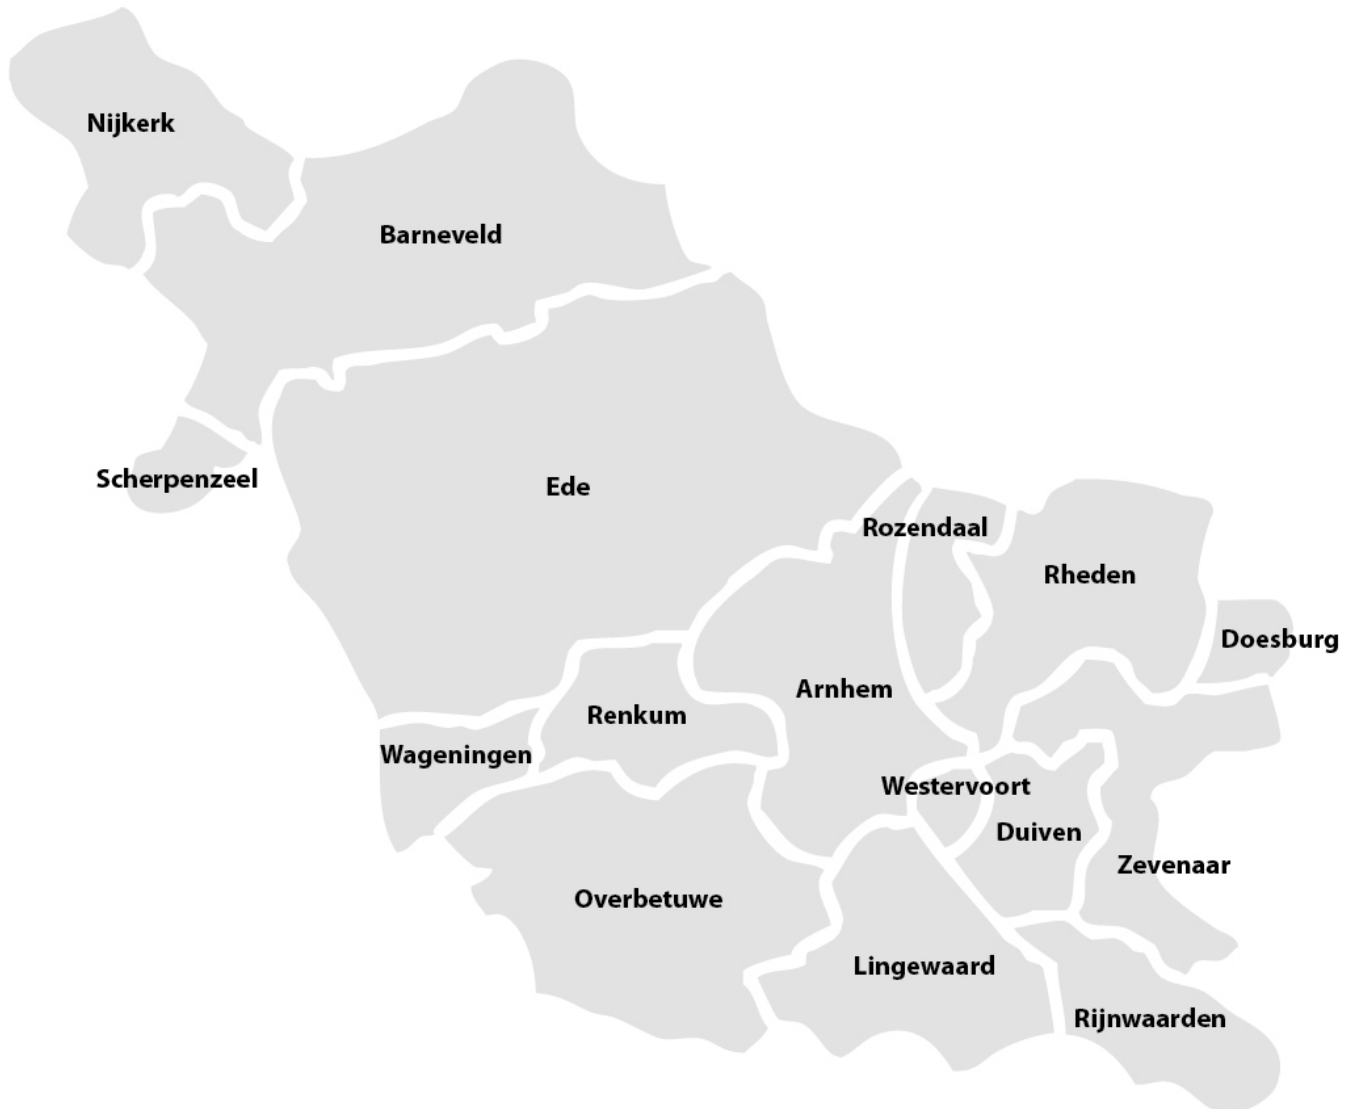 Nijkerk
Barneveld
Scherpenzeel
Ede
Rozendaal
Rheden
Doesburg
Arnhem
Renkum
Wageningen
Westervoort
Duiven
Zevenaar
Overbetuwe
Lingewaard
Rijnwaarden